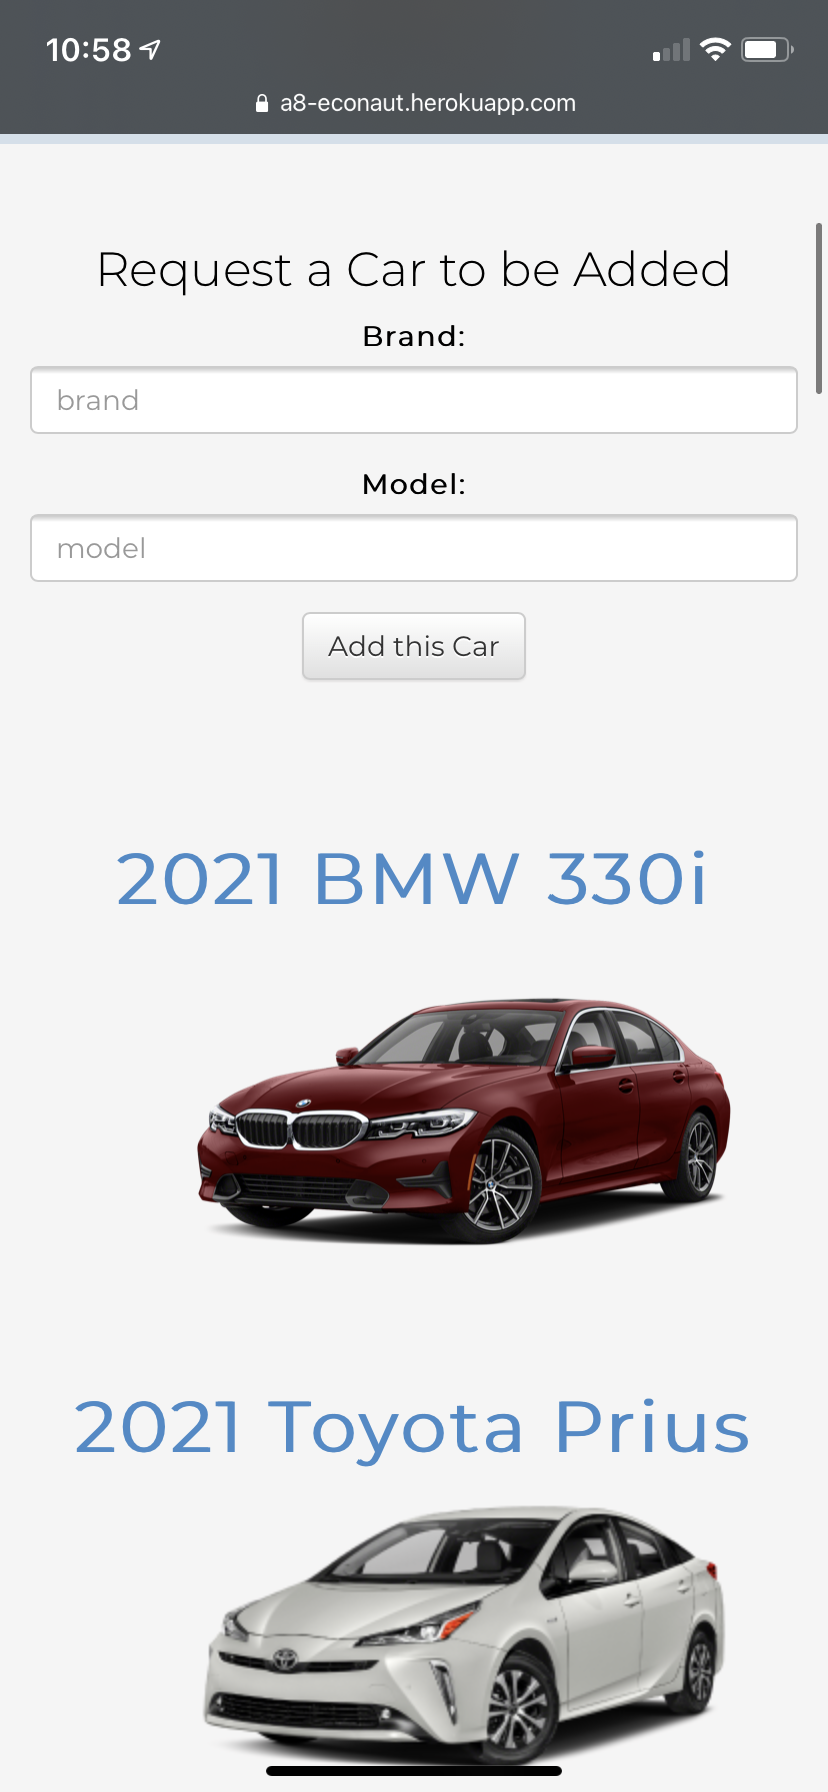 10:58
a8-econaut.herokuapp.com
Request a Car to be Added
Brand:
brand
Model:
model
Add this Car
2021 BMW 330i
2021 Toyota Prius